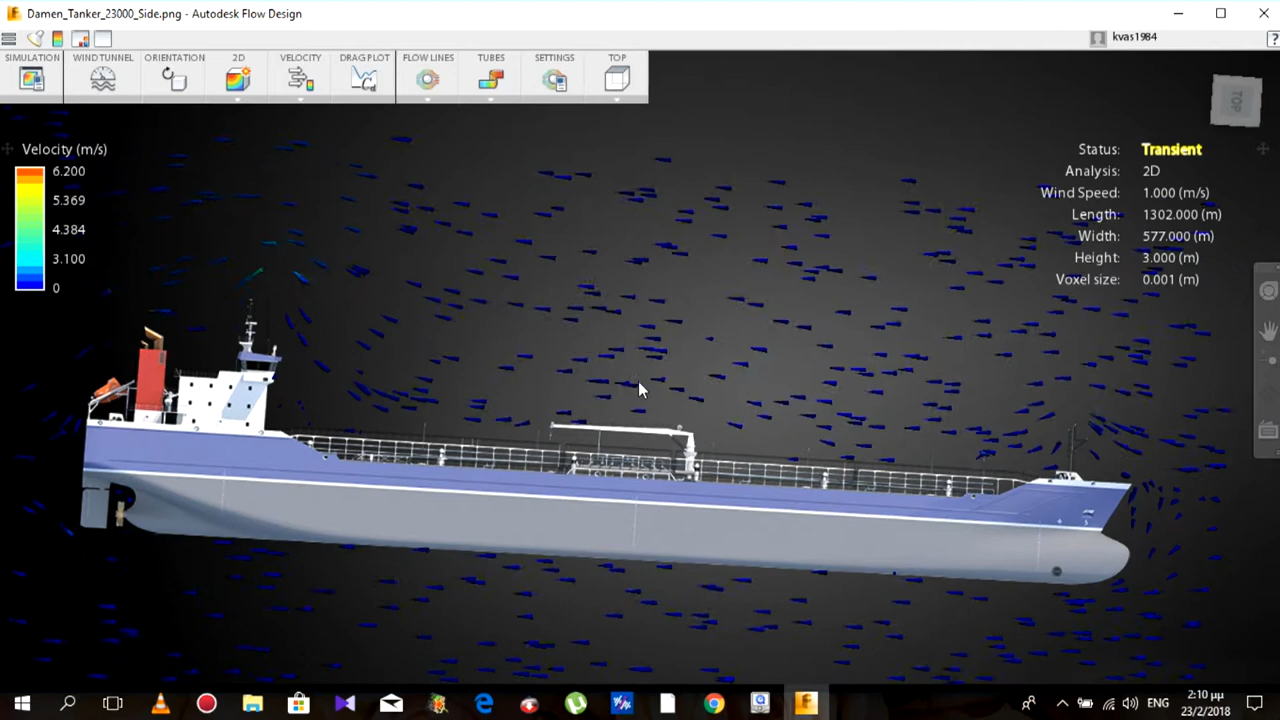 Damen_Tanker_23000_Side.png - Autodesk Flow Design
kvas1984
?
SIMULATION WIND TUNNEL ORIENTATION 2D VELOCITY DRAG PLOT FLOW LINES TUBES SETTINGS TOP
TOP
Velocity (m/s)
6.200
5.369
4.384
3.100
0
Status: Transient
Analysis: 2D
Wind Speed: 1.000 (m/s)
Length: 1302.000 (m)
Width: 577.000 (m)
Height: 3.000 (m)
Voxel size: 0.001 (m)
ENG
2:10 μμ
23/2/2018